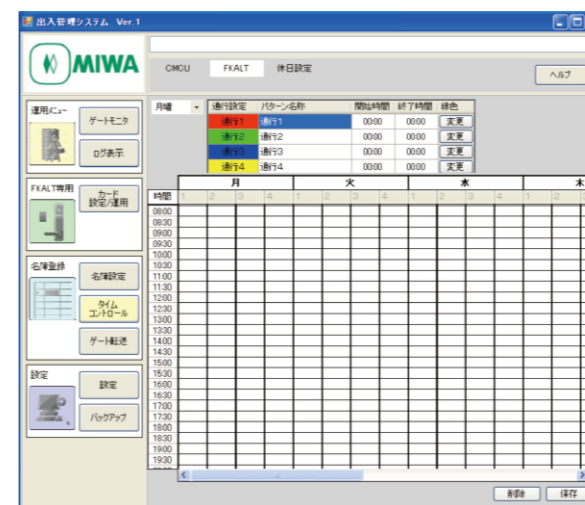 出入管理システム Ver.1
MIWA
CMCU FKALT 休日設定
ヘルプ
運用メニュー
ゲートモニタ
ログ表示
FKALT専用
カード
設定/運用
名簿登録
名簿設定
タイム
コントロール
ゲート転送
設定
設定
バックアップ
月曜
通行設定 パターン名称 開始時間 終了時間 線色
通行1 通行1 00:00 00:00 変更
通行2 通行2 00:00 00:00 変更
通行3 通行3 00:00 00:00 変更
通行4 通行4 00:00 00:00 変更
月 火 水 木
時間 1 2 3 4 1 2 3 4 1 2 3 4 1 2
08:00
08:30
09:00
09:30
10:00
10:30
11:00
11:30
12:00
12:30
13:00
13:30
14:00
14:30
15:00
15:30
16:00
16:30
17:00
17:30
18:00
18:30
19:00
19:30
削除 保存